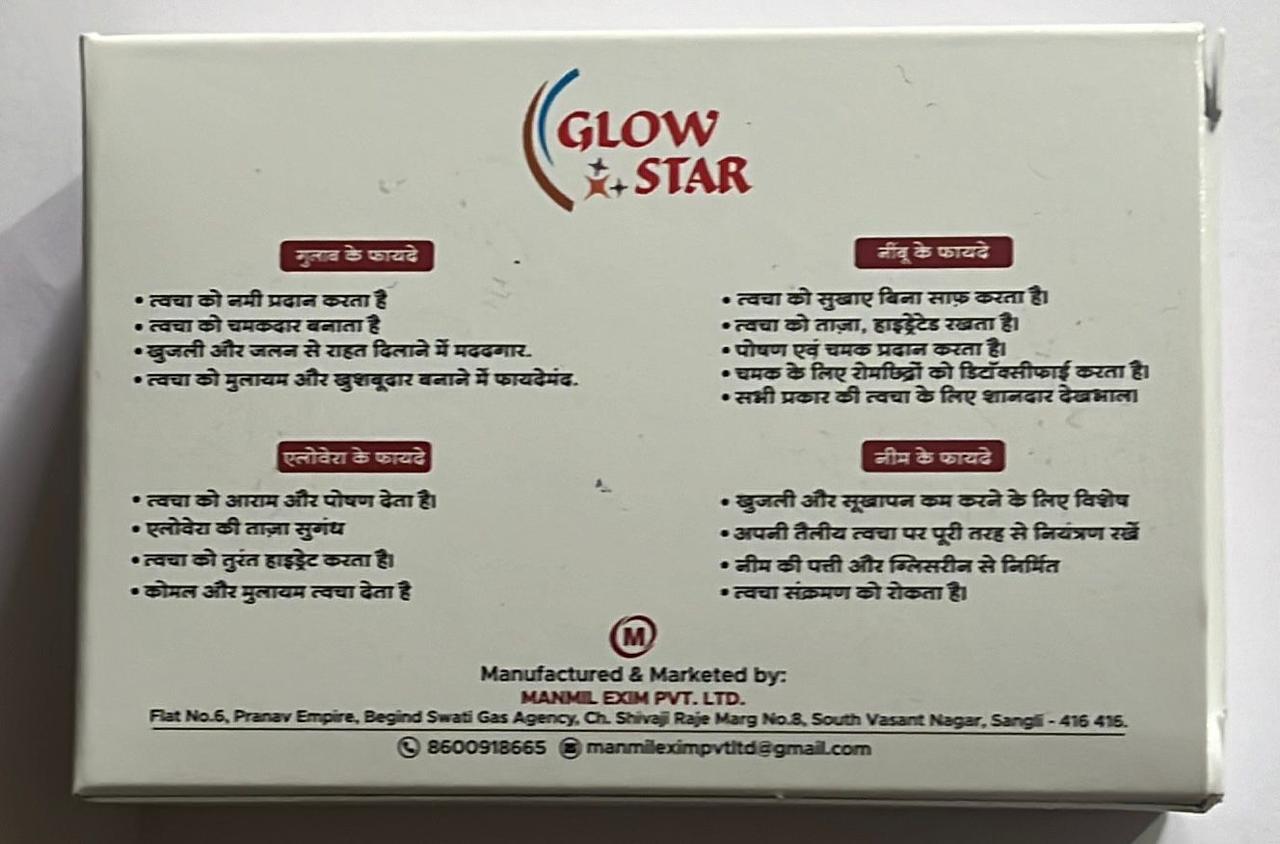 GLOW
STAR
गुलाब के फायदे
• त्वचा को नमी प्रदान करता है
• त्वचा को चमकदार बनाता है
• खुजली और जलन से राहत दिलाने में मददगार.
• त्वचा को मुलायम और खुशबूदार बनाने में फायदेमंद.
नींबू के फायदे
• त्वचा को सुखाए बिना साफ़ करता है।
• त्वचा को ताज़ा, हाइड्रेटेड रखता है।
• पोषण एवं चमक प्रदान करता है।
• चमक के लिए रोमछिद्रों को डिटॉक्सीफाई करता है।
• सभी प्रकार की त्वचा के लिए शानदार देखभाल।
एलोवेरा के फायदे
• त्वचा को आराम और पोषण देता है।
• एलोवेरा की ताज़ा सुगंध
• त्वचा को तुरंत हाइड्रेट करता है।
• कोमल और मुलायम त्वचा देता है
नीम के फायदे
• खुजली और सूखापन कम करने के लिए विशेष
• अपनी तैलीय त्वचा पर पूरी तरह से नियंत्रण रखें
• नीम की पत्ती और ग्लिसरीन से निर्मित
• त्वचा संक्रमण को रोकता है।
M
Manufactured & Marketed by:
MANMIL EXIM PVT. LTD.
Flat No.6, Pranav Empire, Begind Swati Gas Agency, Ch. Shivaji Raje Marg No.8, South Vasant Nagar, Sangli - 416 416.
8600918665 manmileximpvtltd@gmail.com